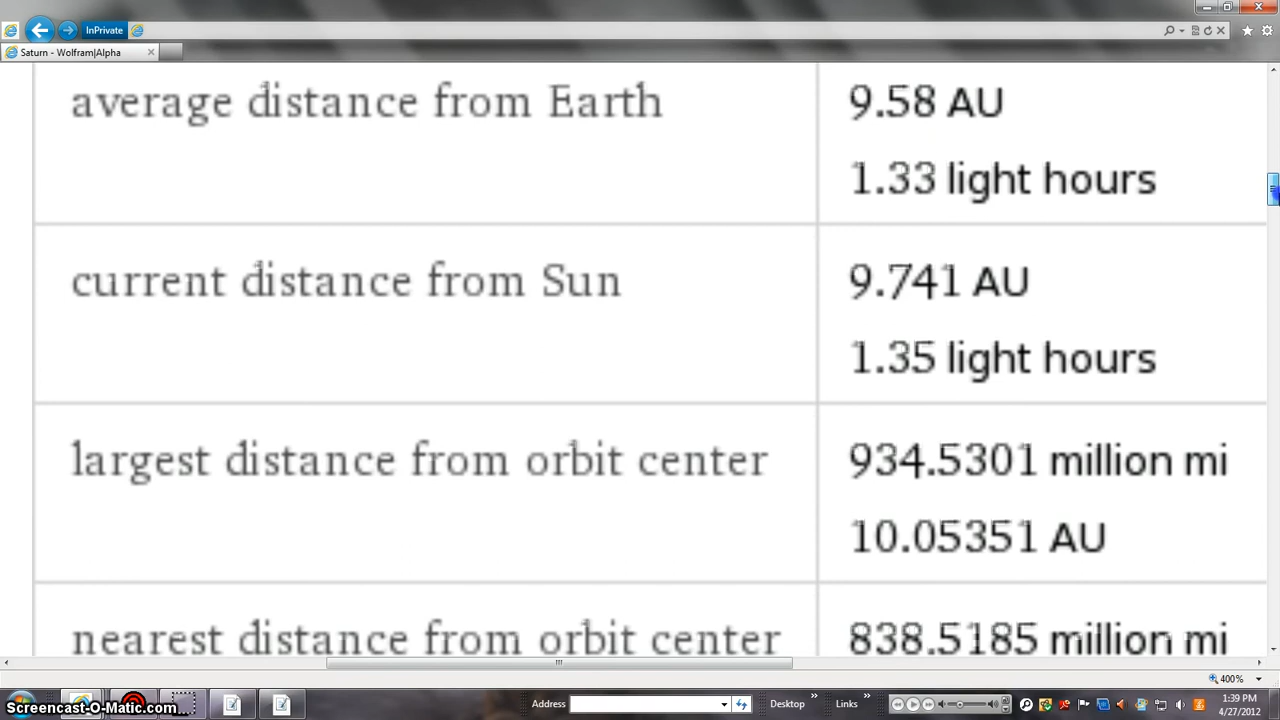 InPrivate
Saturn - Wolfram|Alpha
average distance from Earth
9.58 AU
1.33 light hours
current distance from Sun
9.741 AU
1.35 light hours
largest distance from orbit center
934.5301 million mi
10.05351 AU
nearest distance from orbit center
838.5185 million mi
400%
Screencast-O-Matic.com
Address
Desktop
Links
1:39 PM
4/27/2012